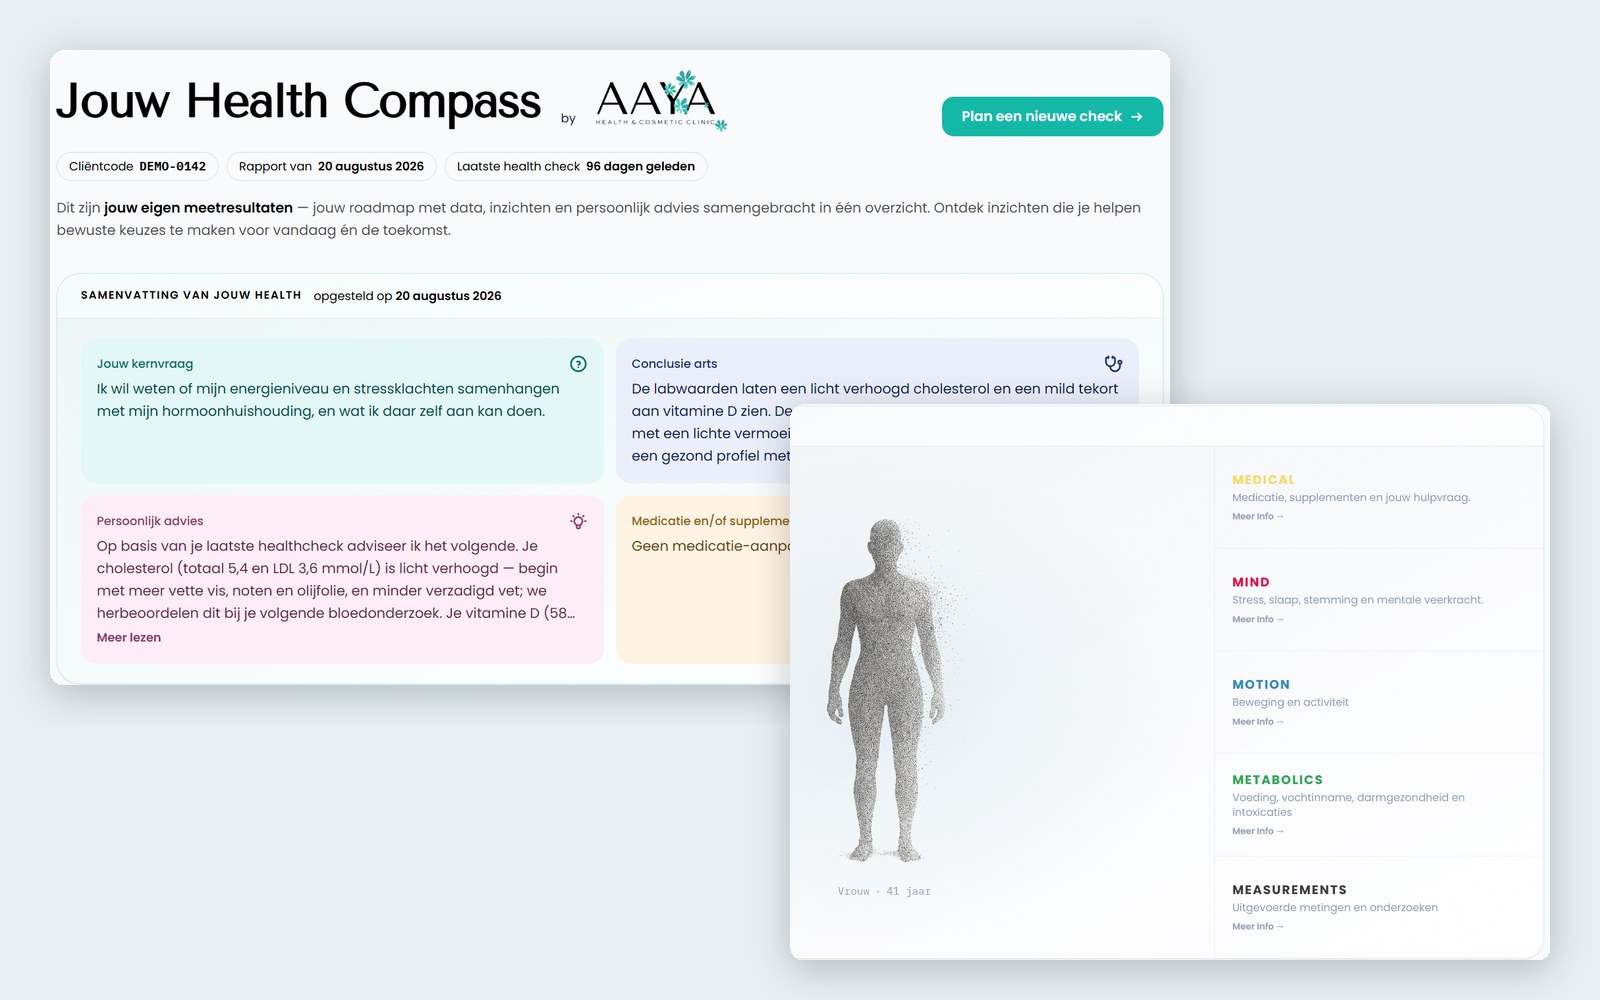 Jouw Health Compass by AAYA
HEALTH & COSMETIC CLINIC
Plan een nieuwe check →
Cliëntcode DEMO-0142
Rapport van 20 augustus 2026
Laatste health check 96 dagen geleden
Dit zijn jouw eigen meetresultaten — jouw roadmap met data, inzichten en persoonlijk advies samengebracht in één overzicht. Ontdek inzichten die je helpen
bewuste keuzes te maken voor vandaag én de toekomst.
SAMENVATTING VAN JOUW HEALTH opgesteld op 20 augustus 2026
Jouw kernvraag
Ik wil weten of mijn energieniveau en stressklachten samenhangen
met mijn hormoonhuishouding, en wat ik daar zelf aan kan doen.
Conclusie arts
De labwaarden laten een licht verhoogd cholesterol en een mild tekort
aan vitamine D zien. De
met een lichte
een gezond profiel met
Persoonlijk advies
Op basis van je laatste healthcheck adviseer ik het volgende. Je
cholesterol (totaal 5,4 en LDL 3,6 mmol/L) is licht verhoogd — begin
met meer vette vis, noten en olijfolie, en minder verzadigd vet; we
herbeoordelen dit bij je volgende bloedonderzoek. Je vitamine D (58...
Meer lezen
Medicatie en/of
Geen
MEDICAL
Medicatie, supplementen en jouw hulpvraag.
Meer Info →
MIND
Stress, slaap, stemming en mentale veerkracht.
Meer Info →
MOTION
Beweging en activiteit
Meer Info →
METABOLICS
Voeding, vochtinname, darmgezondheid en
intoxicaties
Meer Info →
MEASUREMENTS
Uitgevoerde metingen en onderzoeken
Meer Info →
Vrouw · 41 jaar